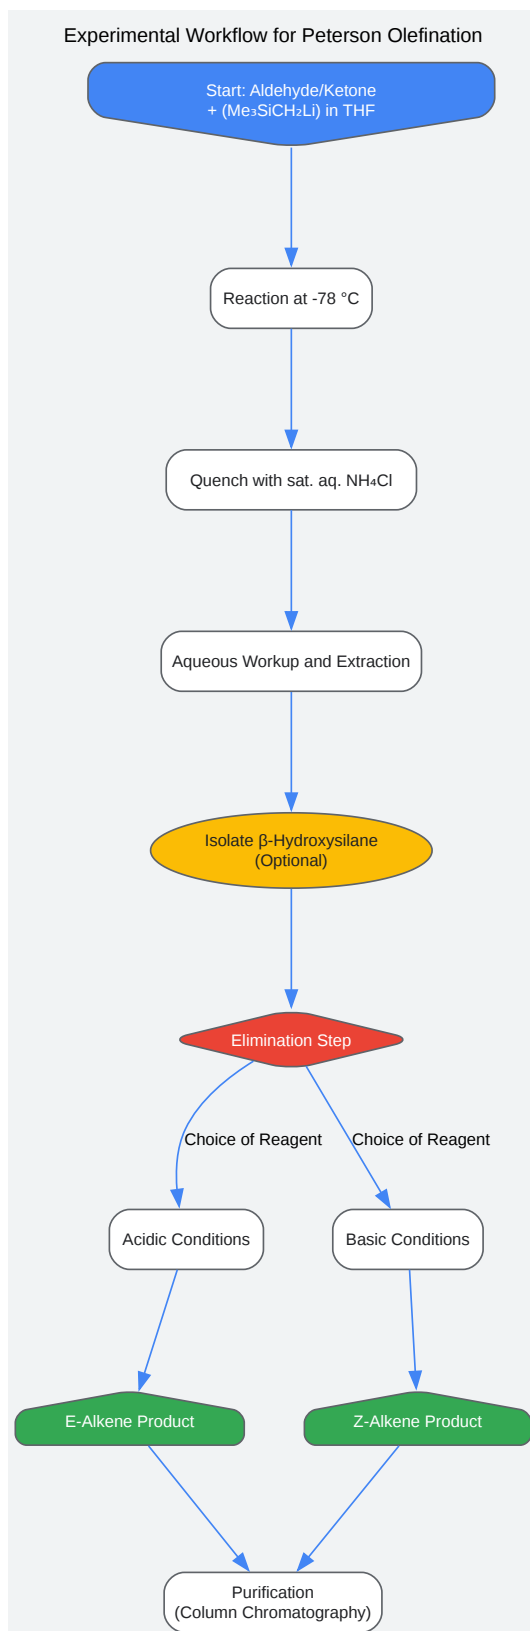 Experimental Workflow for Peterson Olefination
Start: Aldehyde/Ketone
+ (Me₃SiCH₂Li) in THF
Reaction at -78 °C
Quench with sat. aq. NH₄Cl
Aqueous Workup and Extraction
Isolate β-Hydroxysilane
(Optional)
Elimination Step
Choice of Reagent
Choice of Reagent
Acidic Conditions
Basic Conditions
E-Alkene Product
Z-Alkene Product
Purification
(Column Chromatography)